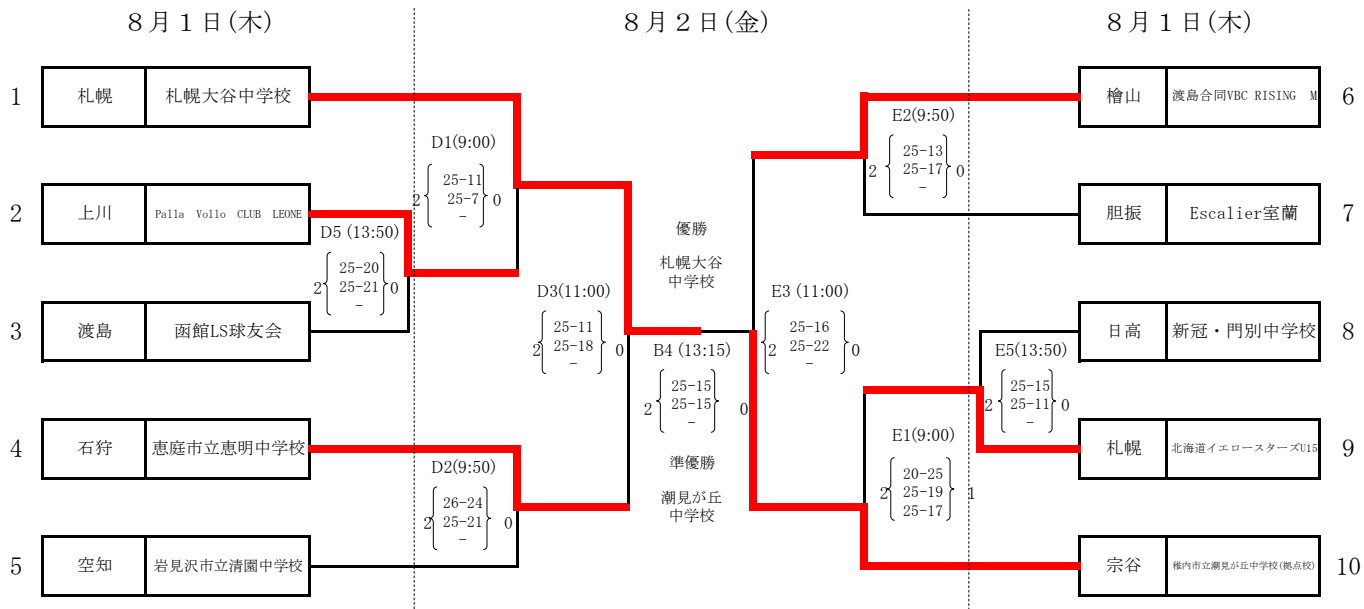 8月1日(木)
8月2日(金)
8月1日(木)
1 札幌 札幌大谷中学校
2 上川 Palla Vollo CLUB LEONE
3 渡島 函館LS球友会
4 石狩 恵庭市立恵明中学校
5 空知 岩見沢市立清園中学校
D5 (13:50)
2 25-20 0
25-21
-
D1(9:00)
2 25-11 0
25-7
-
D2(9:50)
2 26-24 0
25-21
-
D3(11:00)
2 25-11 0
25-18
-
優勝
札幌大谷
中学校
B4 (13:15)
2 25-15 0
25-15
-
準優勝
潮見が丘
中学校
E3 (11:00)
2 25-16 0
25-22
-
E2(9:50)
2 25-13 0
25-17
-
E1(9:00)
2 20-25 1
25-19
25-17
E5(13:50)
2 25-15 0
25-11
-
檜山 渡島合同VBC RISING M 6
胆振 Escalier室蘭 7
日高 新冠・門別中学校 8
札幌 北海道イエロースターズU15 9
宗谷 稚内市立潮見が丘中学校(拠点校) 10